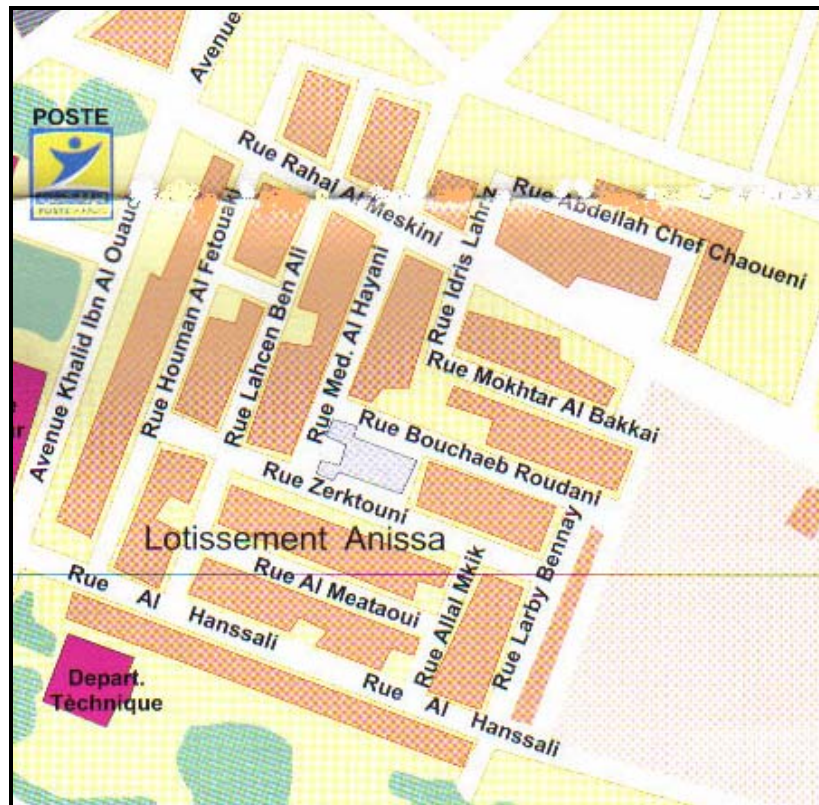 Avenue
POSTE
Rue Rahal Al Meskini
Rue Abdellah Chef Chaoueni
Avenue Khalid Ibn Al Ouaud
Rue Houman Al Fetouaki
Rue Lahcen Ben Ali
Rue Med. Al Hayani
Rue Idris Lahriz
Rue Mokhtar Al Bakkai
Rue Bouchaeb Roudani
Rue Zerktouni
Lotissement Anissa
Rue Al Hanssali
Rue Al Meataoui
Rue Allal Mkik
Rue Larby Bennay
Depart.
Tèchnique
Rue Al Hanssali